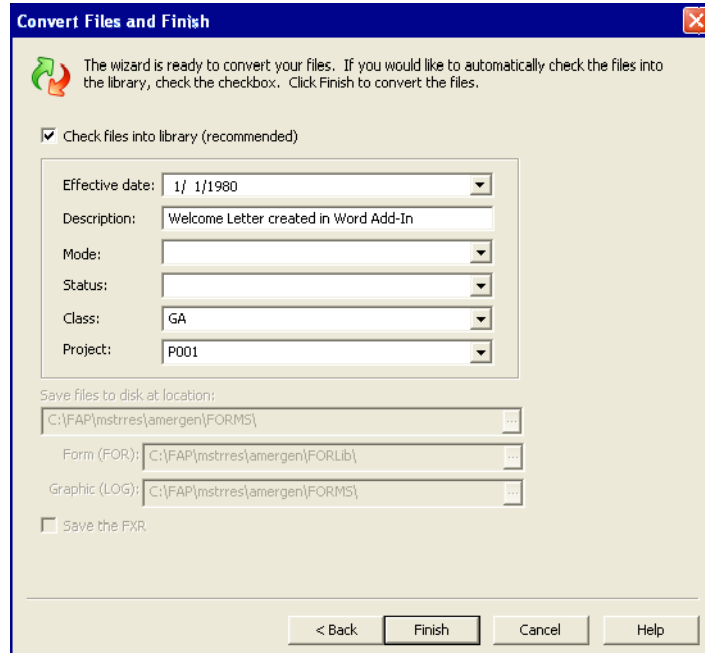 Convert Files and Finish
The wizard is ready to convert your files. If you would like to automatically check the files into
the library, check the checkbox. Click Finish to convert the files.
Check files into library (recommended)
Effective date: 1/ 1/1980
Description: Welcome Letter created in Word Add-In
Mode:
Status:
Class: GA
Project: P001
Save files to disk at location:
C:\FAP\mstrres\amergen\FORMS\ ...
Form (FOR): C:\FAP\mstrres\amergen\FORLib\ ...
Graphic (LOG): C:\FAP\mstrres\amergen\FORMS\ ...
Save the FXR
< Back Finish Cancel Help